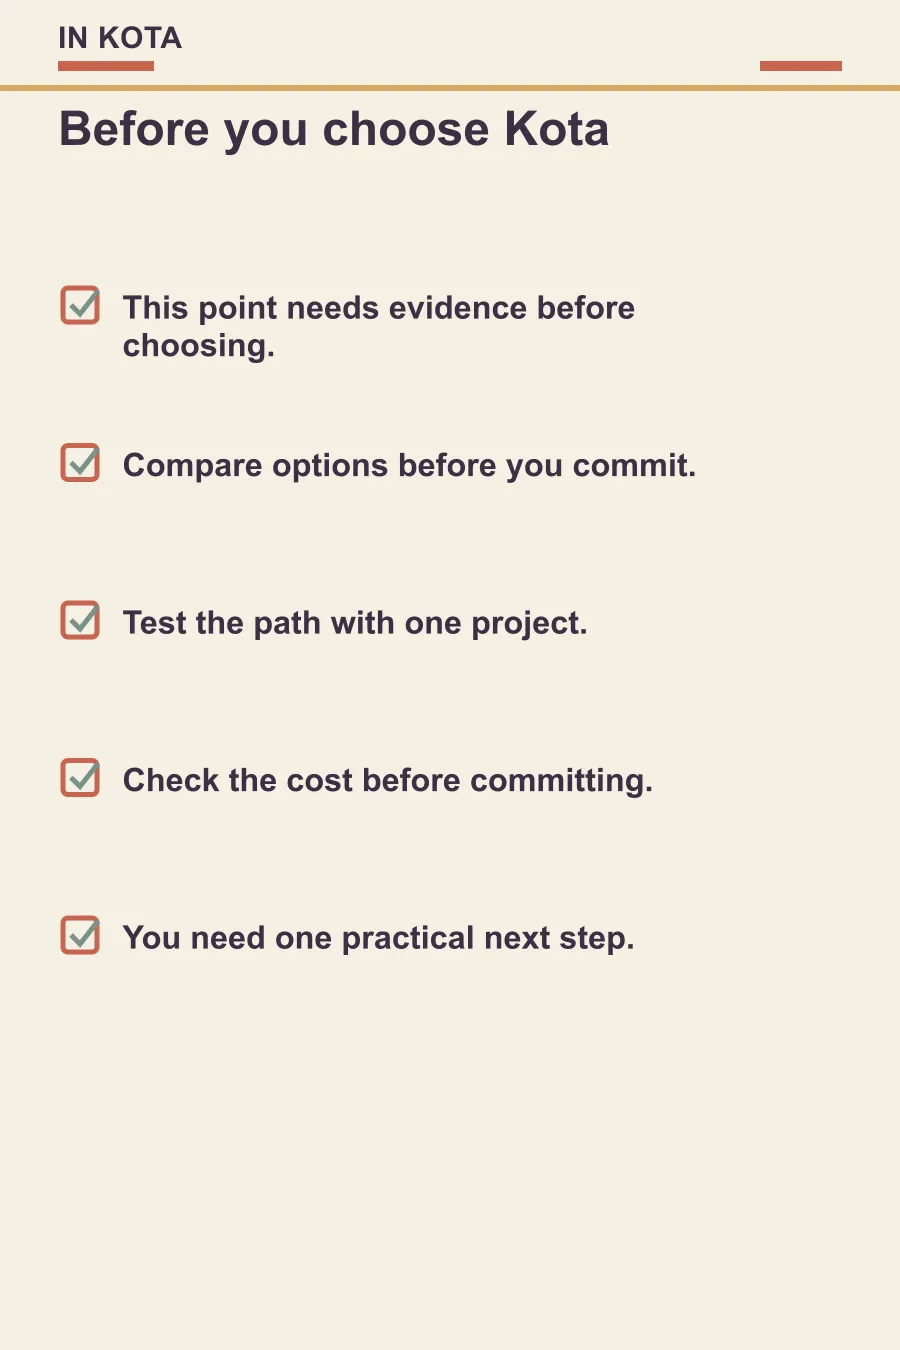 IN KOTA
Before you choose Kota
This point needs evidence before
choosing.
Compare options before you commit.
Test the path with one project.
Check the cost before committing.
You need one practical next step.